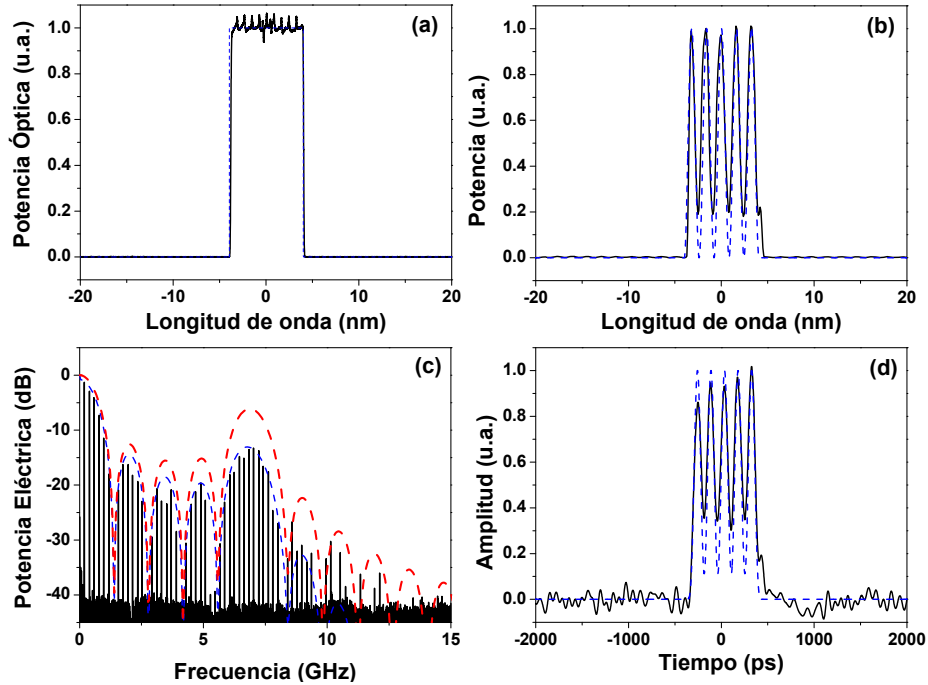 (a)
Potencia Óptica (u.a.)
1.0
0.8
0.6
0.4
0.2
0.0
-20 -10 0 10 20
Longitud de onda (nm)
(b)
Potencia (u.a.)
1.0
0.8
0.6
0.4
0.2
0.0
-20 -10 0 10 20
Longitud de onda (nm)
(c)
Potencia Eléctrica (dB)
0
-10
-20
-30
-40
0 5 10 15
Frecuencia (GHz)
(d)
Amplitud (u.a.)
1.0
0.8
0.6
0.4
0.2
0.0
-2000 -1000 0 1000 2000
Tiempo (ps)